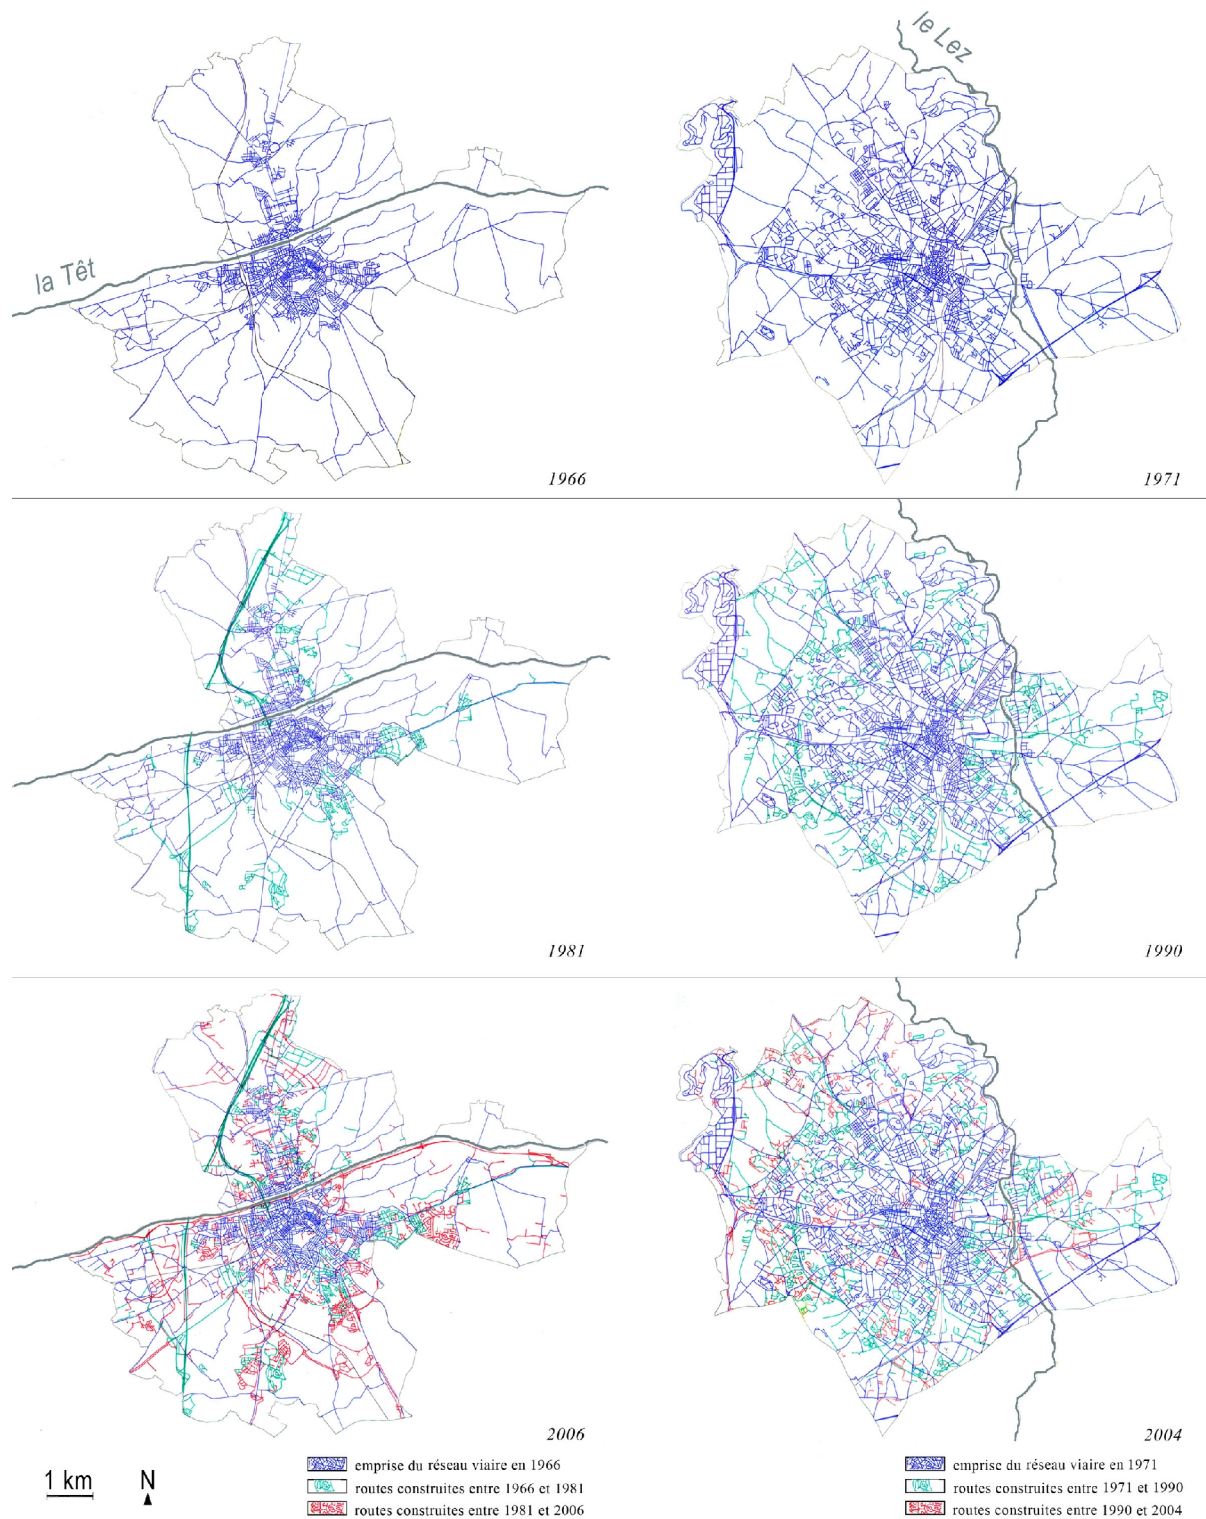 le Lez
la Têt
1966
1971
1981
1990
2006
2004
1 km
N
emprise du réseau viaire en 1966
routes construites entre 1966 et 1981
routes construites entre 1981 et 2006
emprise du réseau viaire en 1971
routes construites entre 1971 et 1990
routes construites entre 1990 et 2004